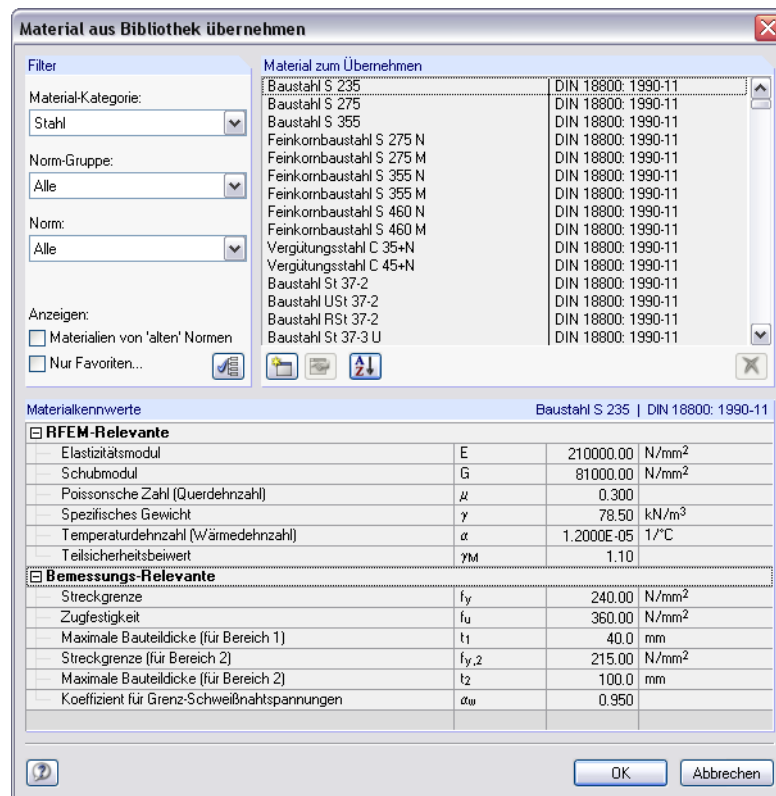 Material aus Bibliothek übernehmen
Filter
Material-Kategorie:
Stahl
Norm-Gruppe:
Alle
Norm:
Alle
Anzeigen:
Materialien von 'alten' Normen
Nur Favoriten...
Material zum Übernehmen
Baustahl S 235 DIN 18800: 1990-11
Baustahl S 275 DIN 18800: 1990-11
Baustahl S 355 DIN 18800: 1990-11
Feinkornbaustahl S 275 N DIN 18800: 1990-11
Feinkornbaustahl S 275 M DIN 18800: 1990-11
Feinkornbaustahl S 355 N DIN 18800: 1990-11
Feinkornbaustahl S 355 M DIN 18800: 1990-11
Feinkornbaustahl S 460 N DIN 18800: 1990-11
Feinkornbaustahl S 460 M DIN 18800: 1990-11
Vergütungsstahl C 35+N DIN 18800: 1990-11
Vergütungsstahl C 45+N DIN 18800: 1990-11
Baustahl St 37-2 DIN 18800: 1990-11
Baustahl USt 37-2 DIN 18800: 1990-11
Baustahl RSt 37-2 DIN 18800: 1990-11
Baustahl St 37-3 U DIN 18800: 1990-11
A Z
Materialkennwerte Baustahl S 235 | DIN 18800: 1990-11
RFEM-Relevante
Elastizitätsmodul E 210000.00 N/mm²
Schubmodul G 81000.00 N/mm²
Poissonsche Zahl (Querdehnzahl) μ 0.300
Spezifisches Gewicht γ 78.50 kN/m³
Temperaturdehnzahl (Wärmedehnzahl) α 1.2000E-05 1/°C
Teilsicherheitsbeiwert γM 1.10
Bemessungs-Relevante
Streckgrenze fy 240.00 N/mm²
Zugfestigkeit fu 360.00 N/mm²
Maximale Bauteildicke (für Bereich 1) t1 40.0 mm
Streckgrenze (für Bereich 2) fy,2 215.00 N/mm²
Maximale Bauteildicke (für Bereich 2) t2 100.0 mm
Koeffizient für Grenz-Schweißnahtspannungen αw 0.950
OK
Abbrechen